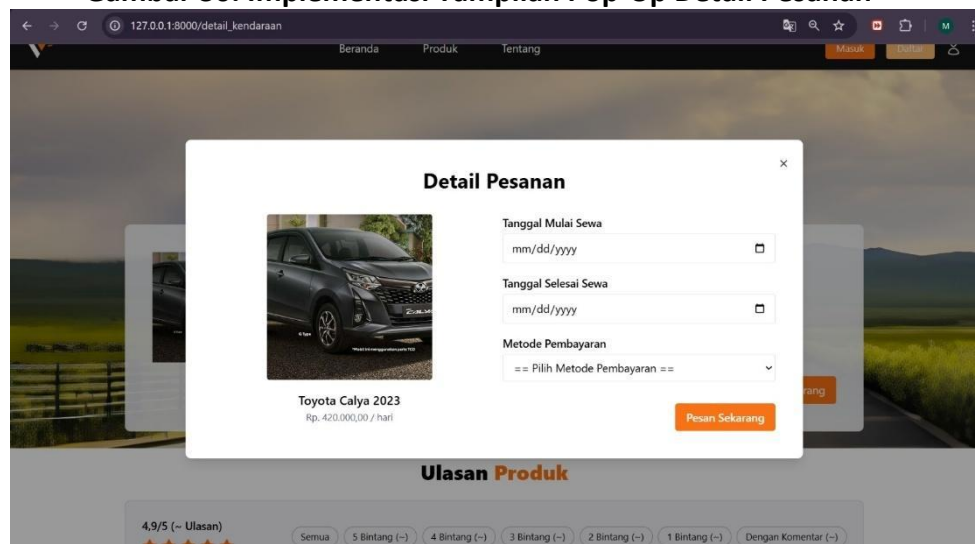 127.0.0.1:8000/detail_kendaraan
M
Beranda Produk Tentang Masuk Daftar
×
Detail Pesanan
Tanggal Mulai Sewa
mm/dd/yyyy
Tanggal Selesai Sewa
mm/dd/yyyy
Metode Pembayaran
== Pilih Metode Pembayaran ==
Toyota Calya 2023
Rp. 420.000,00 / hari
Pesan Sekarang
Ulasan Produk
4,9/5 (~ Ulasan)
Semua 5 Bintang (~) 4 Bintang (~) 3 Bintang (~) 2 Bintang (~) 1 Bintang (~) Dengan Komentar (~)